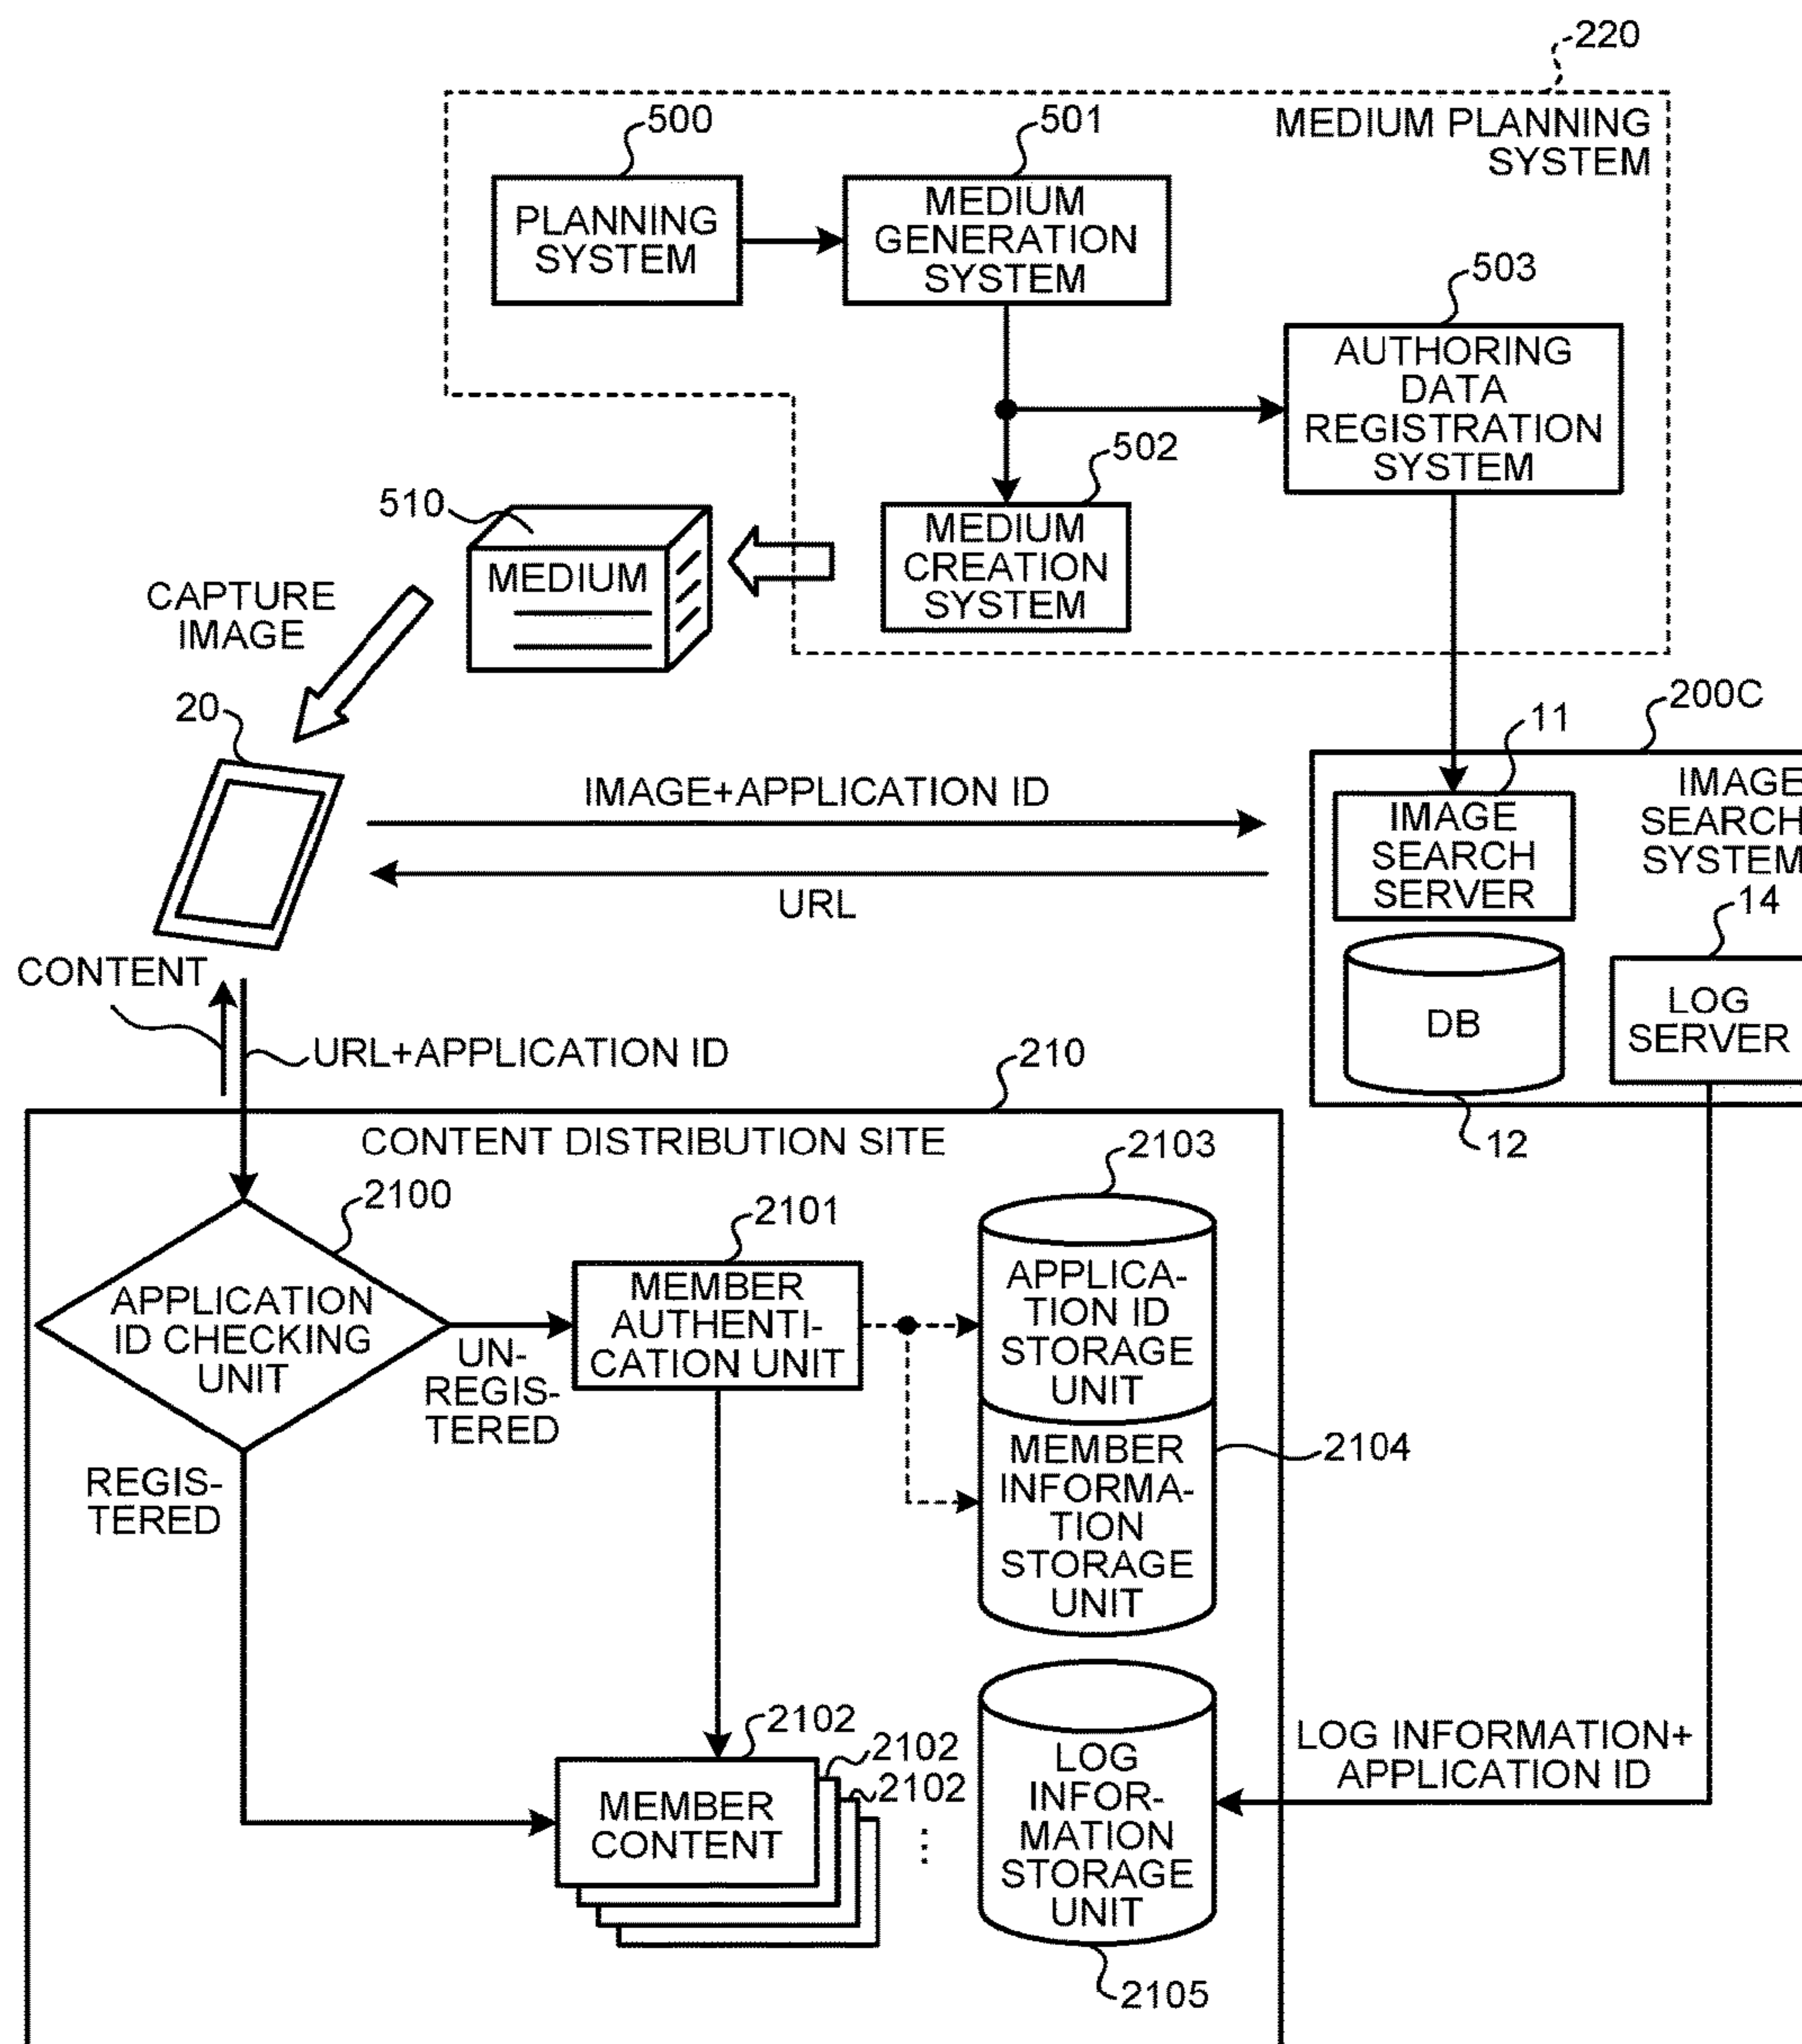 220
MEDIUM PLANNING
SYSTEM
500
501
PLANNING
SYSTEM
MEDIUM
GENERATION
SYSTEM
503
AUTHORING
DATA
REGISTRATION
SYSTEM
502
MEDIUM
CREATION
SYSTEM
510
MEDIUM
CAPTURE
IMAGE
20
IMAGE+APPLICATION ID
URL
200C
11
IMAGE
SEARCH
SYSTEM
IMAGE
SEARCH
SERVER
14
DB
LOG
SERVER
12
CONTENT
URL+APPLICATION ID
210
CONTENT DISTRIBUTION SITE
2100
APPLICATION
ID CHECKING
UNIT
UN-
REGIS-
TERED
REGIS-
TERED
2101
MEMBER
AUTHENTI-
CATION UNIT
2103
APPLICA-
TION ID
STORAGE
UNIT
MEMBER
INFORMA-
TION
STORAGE
UNIT
2104
2102
2102
2102
MEMBER
CONTENT
⋮
LOG
INFOR-
MATION
STORAGE
UNIT
2105
LOG INFORMATION+
APPLICATION ID